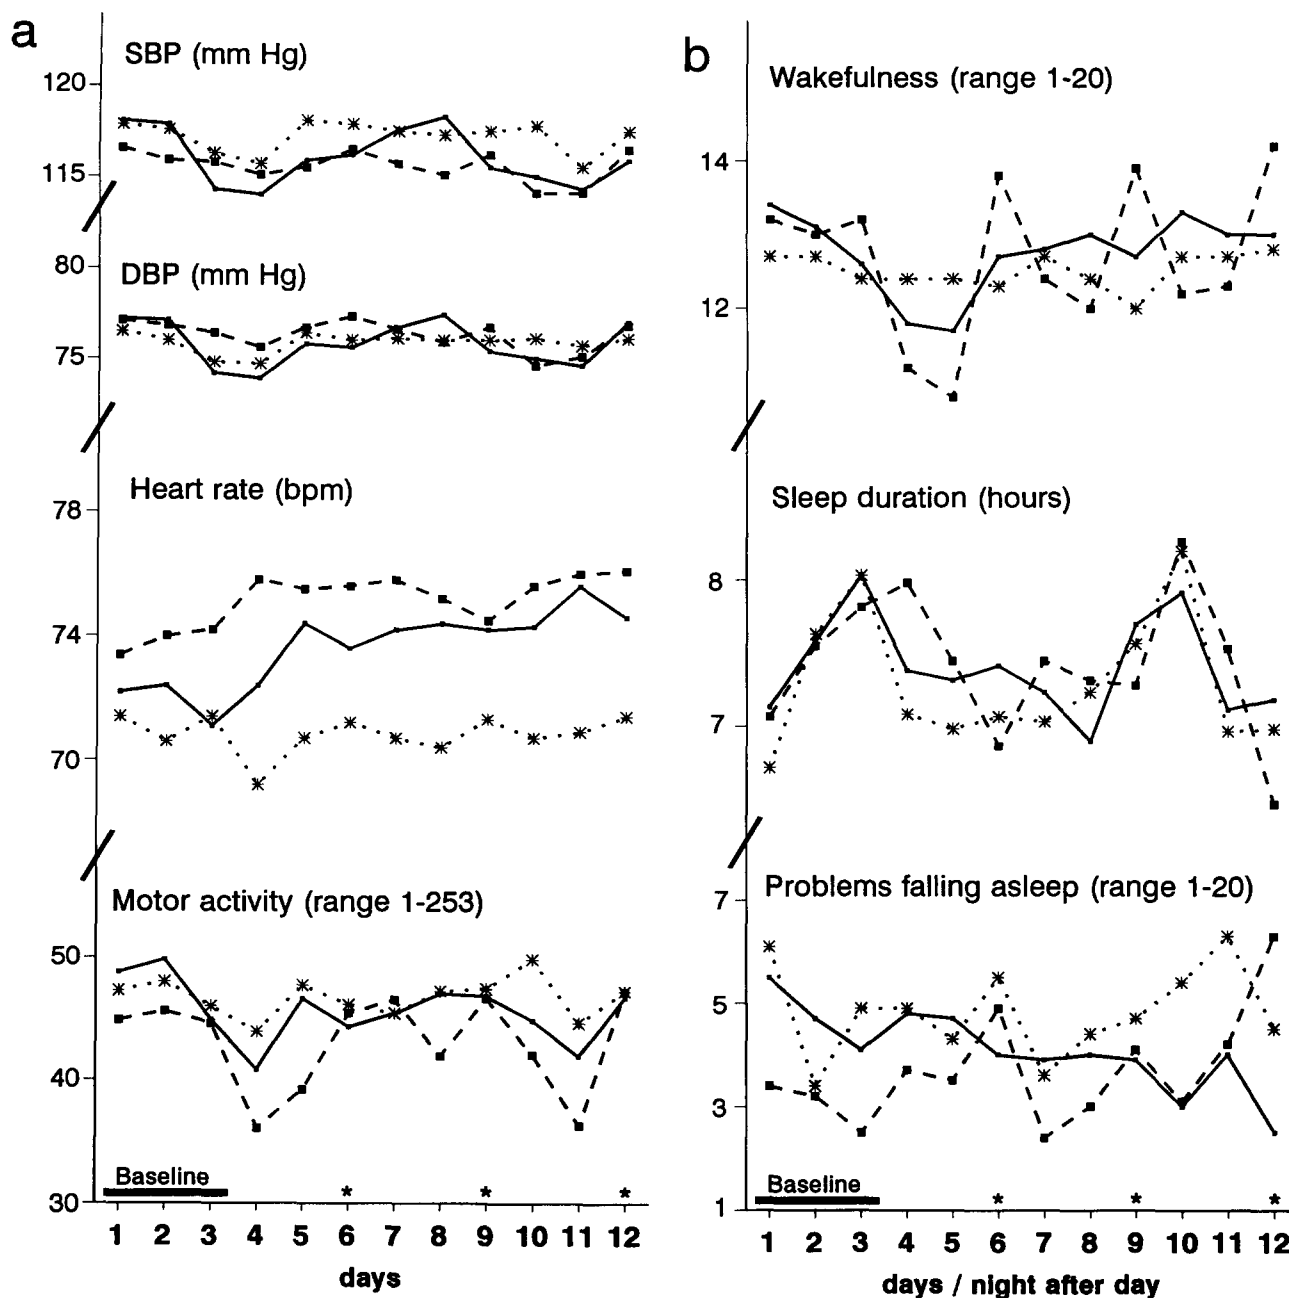 a
SBP (mm Hg)
120
115
80
DBP (mm Hg)
75
Heart rate (bpm)
78
74
70
Motor activity (range 1-253)
50
40
30
Baseline
* * *
1 2 3 4 5 6 7 8 9 10 11 12
days
b
Wakefulness (range 1-20)
14
12
Sleep duration (hours)
8
7
Problems falling asleep (range 1-20)
7
5
3
1
Baseline
* * *
1 2 3 4 5 6 7 8 9 10 11 12
days / night after day